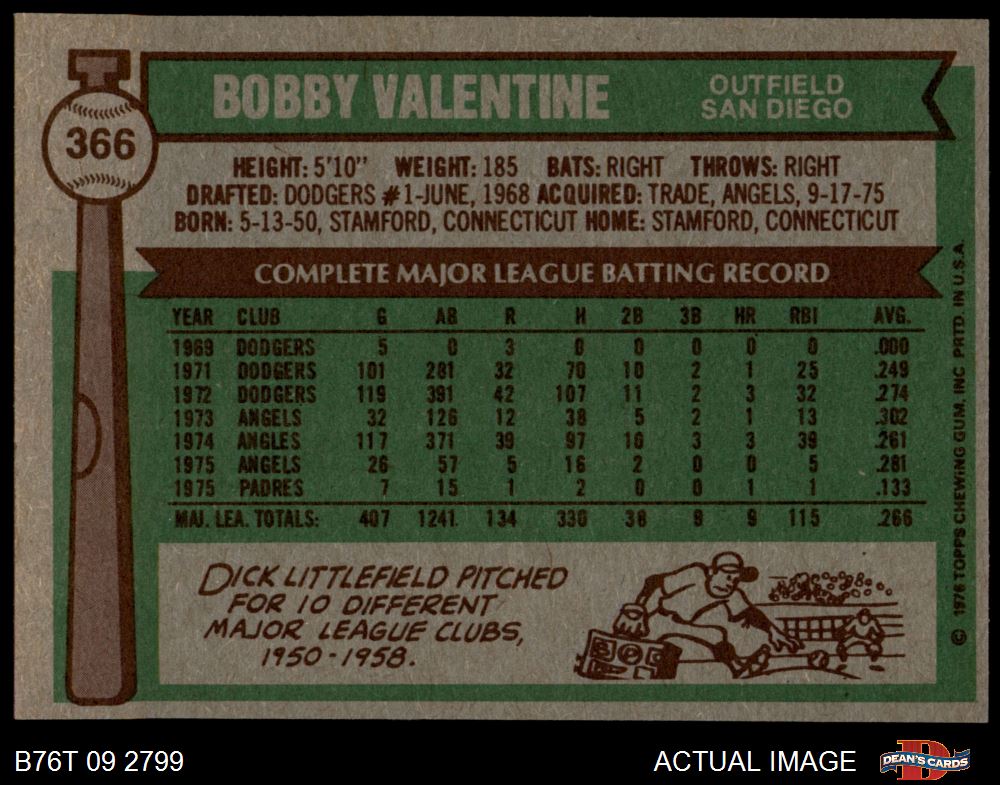 366
BOBBY VALENTINE
OUTFIELD
SAN DIEGO
HEIGHT: 5'10" WEIGHT: 185 BATS: RIGHT THROWS: RIGHT
DRAFTED: DODGERS #1-JUNE, 1968 ACQUIRED: TRADE, ANGELS, 9-17-75
BORN: 5-13-50, STAMFORD, CONNECTICUT HOME: STAMFORD, CONNECTICUT
COMPLETE MAJOR LEAGUE BATTING RECORD
YEAR CLUB G AB R H 2B 3B HR RBI AVG.
1969 DODGERS 5 0 3 0 0 0 0 0 .000
1971 DODGERS 101 281 32 70 10 2 1 25 .249
1972 DODGERS 119 391 42 107 11 2 3 32 .274
1973 ANGELS 32 126 12 38 5 2 1 13 .302
1974 ANGLES 117 371 39 97 10 3 3 39 .261
1975 ANGELS 26 57 5 16 2 0 0 5 .281
1975 PADRES 7 15 1 2 0 0 1 1 .133
MAJ. LEA. TOTALS: 407 1241 134 330 38 9 9 115 .266
DICK LITTLEFIELD PITCHED
FOR 10 DIFFERENT
MAJOR LEAGUE CLUBS,
1950-1958.
© 1976 TOPPS CHEWING GUM, INC PRTD. IN U.S.A.
B76T 09 2799
ACTUAL IMAGE
DEAN'S CARDS